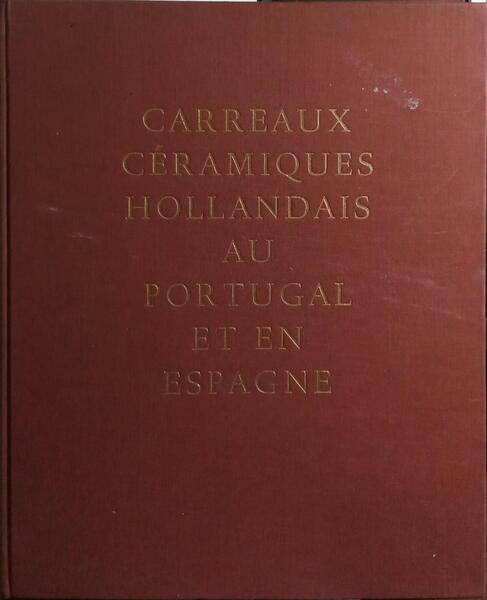 CARREAUX
CÉRAMIQUES
HOLLANDAIS
AU
PORTUGAL
ET EN
ESPAGNE